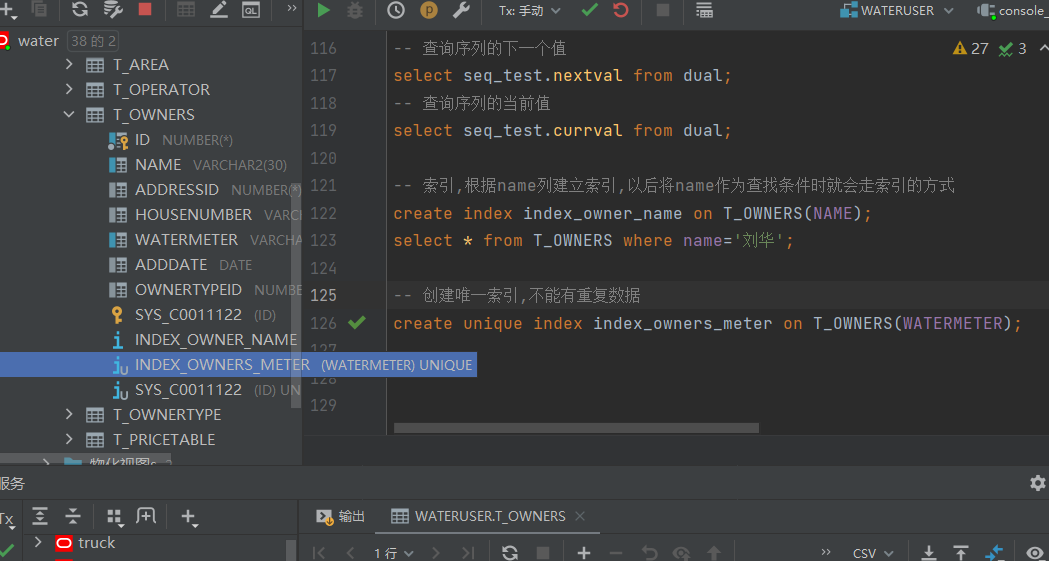 Tx: 手动
WATERUSER
console_
water 38 的 2
T_AREA
T_OPERATOR
T_OWNERS
ID NUMBER(*)
NAME VARCHAR2(30)
ADDRESSID NUMBER(*)
HOUSENUMBER VARCH
WATERMETER VARCHA
ADDDATE DATE
OWNERTYPEID NUMBE
SYS_C0011122 (ID)
INDEX_OWNER_NAME
INDEX_OWNERS_METER (WATERMETER) UNIQUE
SYS_C0011122 (ID) UN
T_OWNERTYPE
T_PRICETABLE
27 3
116 -- 查询序列的下一个值
117 select seq_test.nextval from dual;
118 -- 查询序列的当前值
119 select seq_test.currval from dual;
120
121 -- 索引,根据name列建立索引,以后将name作为查找条件时就会走索引的方式
122 create index index_owner_name on T_OWNERS(NAME);
123 select * from T_OWNERS where name='刘华';
124
125 -- 创建唯一索引,不能有重复数据
126 create unique index index_owners_meter on T_OWNERS(WATERMETER);
127
128
129
服务
Tx
truck
输出
WATERUSER.T_OWNERS
1 行
CSV